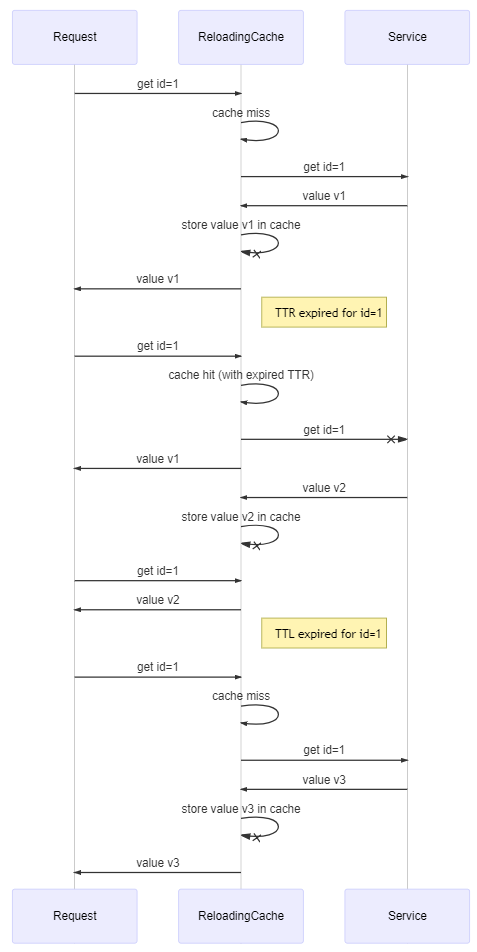 Request
ReloadingCache
Service
get id=1
cache miss
get id=1
value v1
store value v1 in cache
value v1
TTR expired for id=1
get id=1
cache hit (with expired TTR)
get id=1
value v1
value v2
store value v2 in cache
get id=1
value v2
TTL expired for id=1
get id=1
cache miss
get id=1
value v3
store value v3 in cache
value v3
Request
ReloadingCache
Service